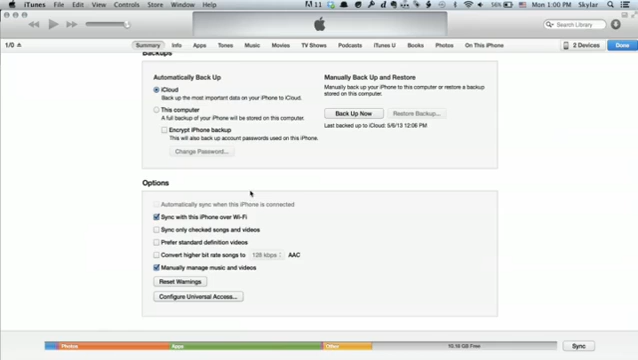 iTunes File Edit View Controls Store Window Help
11 56% Mon 1:00 PM Skylar
Search Library
1/0 Summary Info Apps Tones Music Movies TV Shows Podcasts iTunes U Books Photos On This iPhone 2 Devices Done
Backups
Automatically Back Up
iCloud
Back up the most important data on your iPhone to iCloud.
This computer
A full backup of your iPhone will be stored on this computer.
Encrypt iPhone backup
This will also back up account passwords used on this iPhone.
Change Password...
Manually Back Up and Restore
Manually back up your iPhone to this computer or restore a backup
stored on this computer.
Back Up Now Restore Backup...
Last backed up to iCloud: 5/6/13 12:06 PM
Options
Automatically sync when this iPhone is connected
Sync with this iPhone over Wi-Fi
Sync only checked songs and videos
Prefer standard definition videos
Convert higher bit rate songs to 128 kbps AAC
Manually manage music and videos
Reset Warnings
Configure Universal Access...
Photos Apps Other 10.18 GB Free Sync